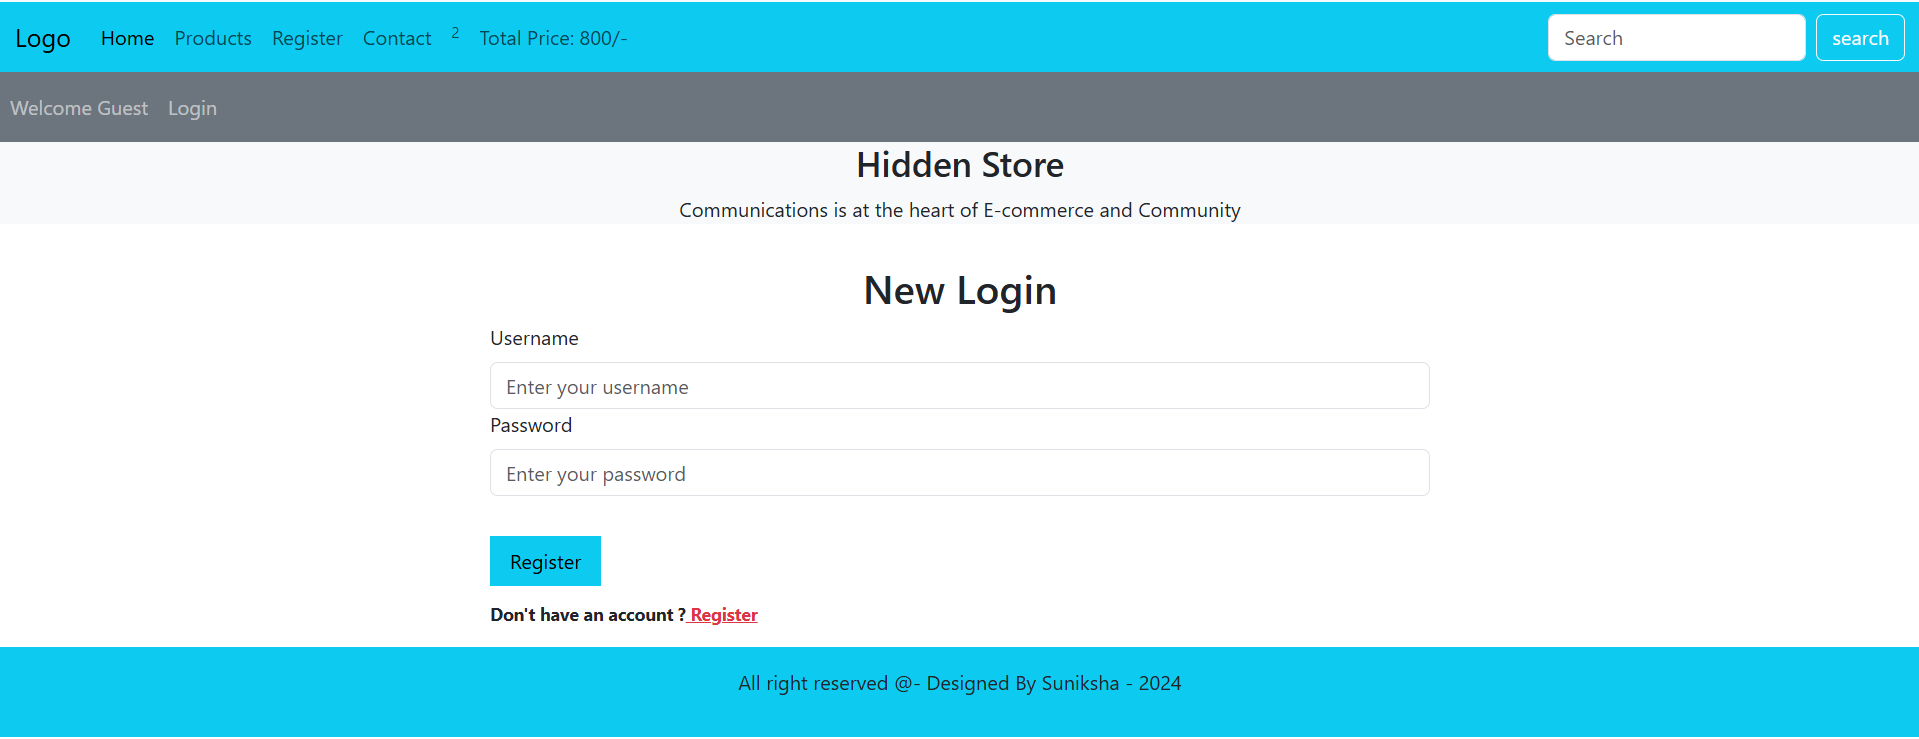 Logo Home Products Register Contact 2 Total Price: 800/- Search search
Welcome Guest Login
Hidden Store
Communications is at the heart of E-commerce and Community
New Login
Username
Enter your username
Password
Enter your password
Register
Don't have an account ? Register
All right reserved @- Designed By Suniksha - 2024